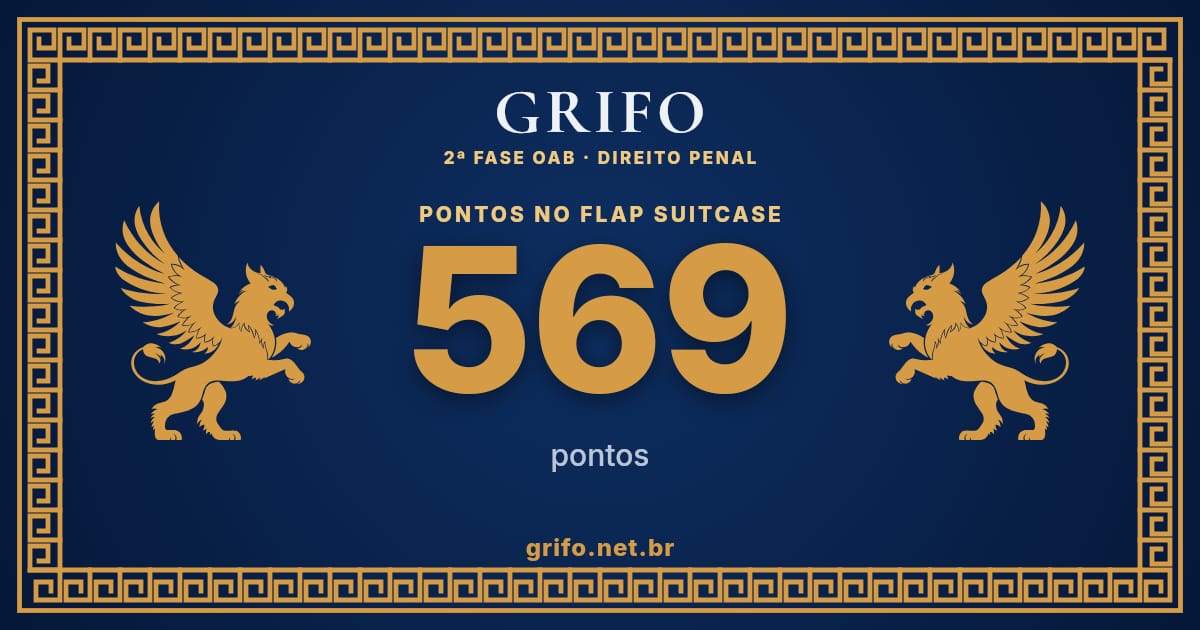 GRIFO
2ª FASE OAB · DIREITO PENAL
PONTOS NO FLAP SUITCASE
569
pontos
grifo.net.br